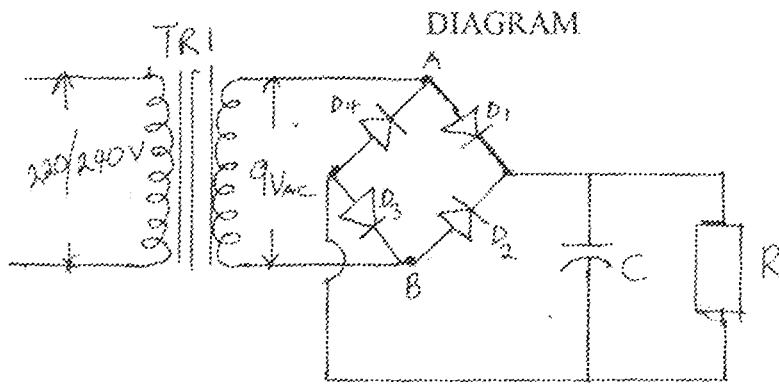 DIAGRAM
TR1
A
D4
D1
220/240V
9Vac
D3
D2
B
C
R